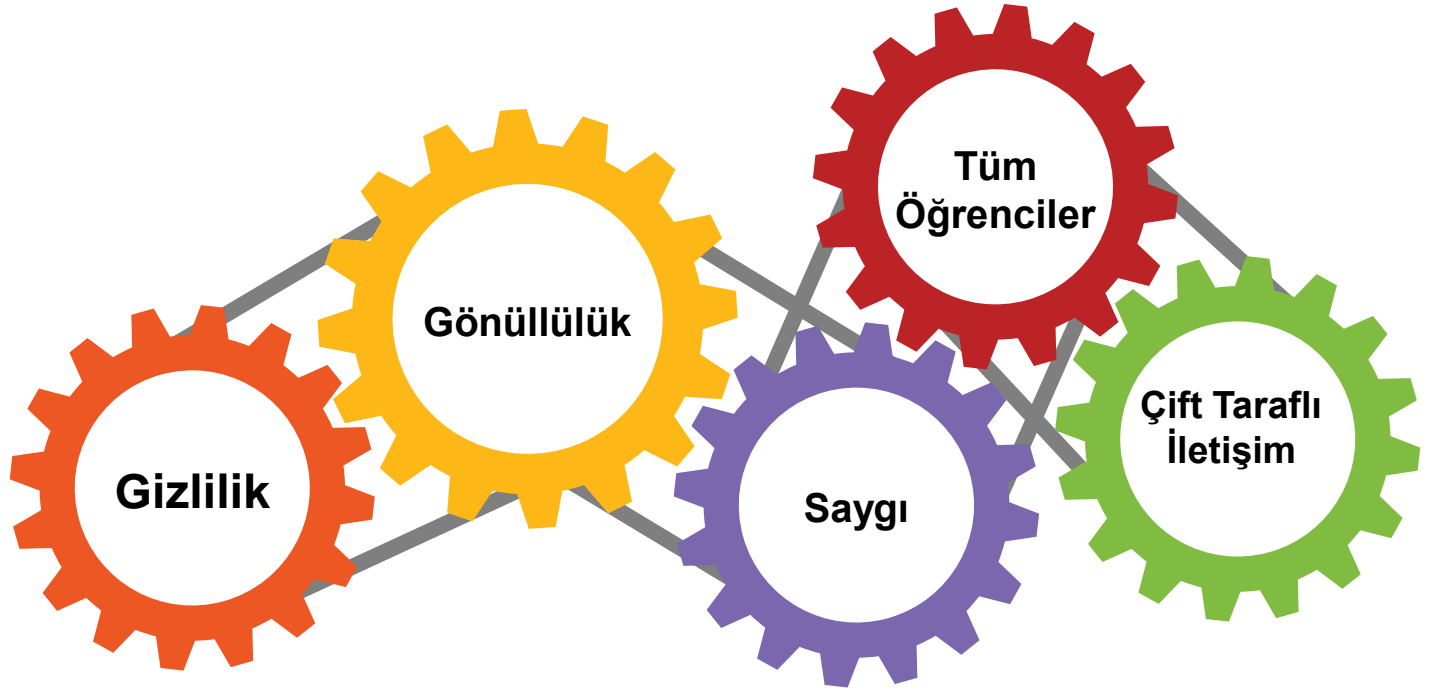 Gizlilik
Gönüllülük
Saygı
Tüm
Öğrenciler
Çift Taraflı
İletişim